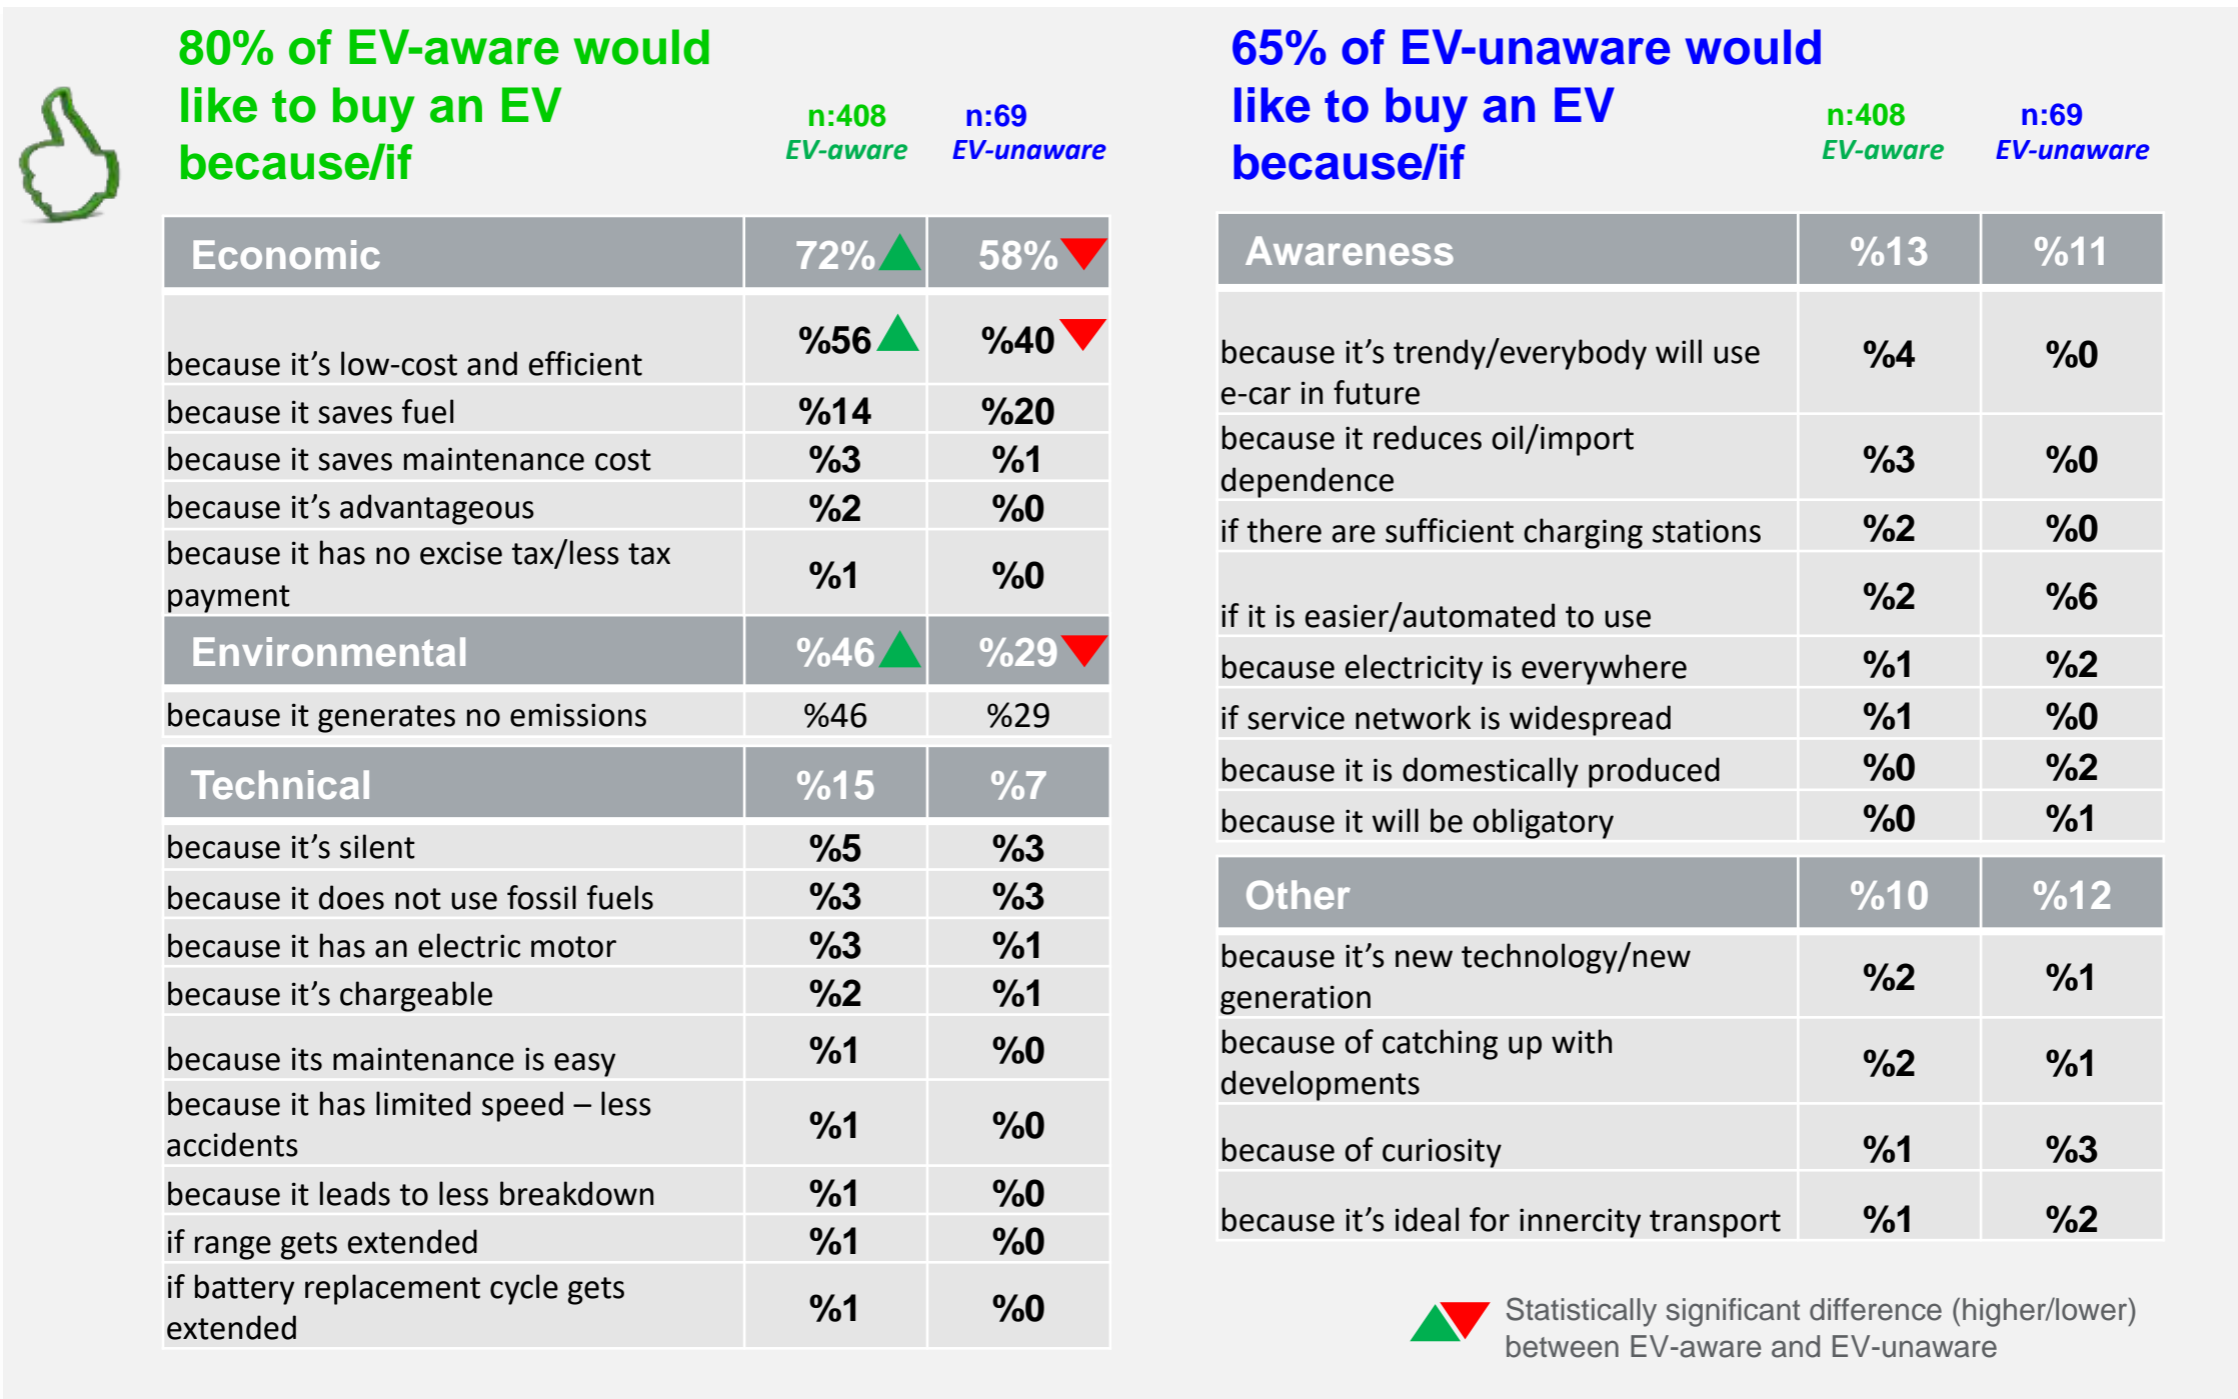 80% of EV-aware would
like to buy an EV
because/if
n:408 n:69
EV-aware EV-unaware
Economic 72% 58%
because it's low-cost and efficient %56 %40
because it saves fuel %14 %20
because it saves maintenance cost %3 %1
because it's advantageous %2 %0
because it has no excise tax/less tax
payment %1 %0
Environmental %46 %29
because it generates no emissions %46 %29
Technical %15 %7
because it's silent %5 %3
because it does not use fossil fuels %3 %3
because it has an electric motor %3 %1
because it's chargeable %2 %1
because its maintenance is easy %1 %0
because it has limited speed – less
accidents %1 %0
because it leads to less breakdown %1 %0
if range gets extended %1 %0
if battery replacement cycle gets
extended %1 %0
65% of EV-unaware would
like to buy an EV
because/if
n:408 n:69
EV-aware EV-unaware
Awareness %13 %11
because it's trendy/everybody will use
e-car in future %4 %0
because it reduces oil/import
dependence %3 %0
if there are sufficient charging stations %2 %0
if it is easier/automated to use %2 %6
because electricity is everywhere %1 %2
if service network is widespread %1 %0
because it is domestically produced %0 %2
because it will be obligatory %0 %1
Other %10 %12
because it's new technology/new
generation %2 %1
because of catching up with
developments %2 %1
because of curiosity %1 %3
because it's ideal for innercity transport %1 %2
Statistically significant difference (higher/lower)
between EV-aware and EV-unaware